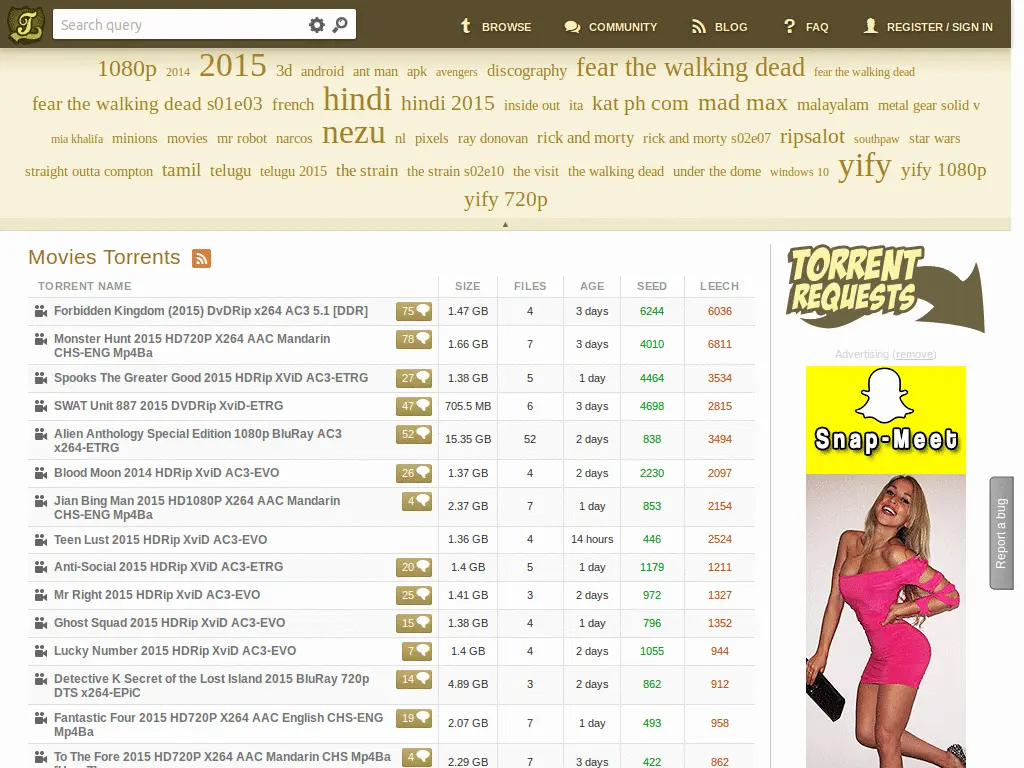 Search query
BROWSE
COMMUNITY
BLOG
FAQ
REGISTER / SIGN IN
1080p 2014 2015 3d android ant man apk avengers discography fear the walking dead fear the walking dead
fear the walking dead s01e03 french hindi hindi 2015 inside out ita kat ph com mad max malayalam metal gear solid v
mia khalifa minions movies mr robot narcos nezu nl pixels ray donovan rick and morty rick and morty s02e07 ripsalot southpaw star wars
straight outta compton tamil telugu telugu 2015 the strain the strain s02e10 the visit the walking dead under the dome windows 10 yify yify 1080p
yify 720p
Movies Torrents
TORRENT NAME SIZE FILES AGE SEED LEECH
Forbidden Kingdom (2015) DvDRip x264 AC3 5.1 [DDR] 75 1.47 GB 4 3 days 6244 6036
Monster Hunt 2015 HD720P X264 AAC Mandarin
CHS-ENG Mp4Ba 78 1.66 GB 7 3 days 4010 6811
Spooks The Greater Good 2015 HDRip XViD AC3-ETRG 27 1.38 GB 5 1 day 4464 3534
SWAT Unit 887 2015 DVDRip XviD-ETRG 47 705.5 MB 6 3 days 4698 2815
Alien Anthology Special Edition 1080p BluRay AC3
x264-ETRG 52 15.35 GB 52 2 days 838 3494
Blood Moon 2014 HDRip XviD AC3-EVO 26 1.37 GB 4 2 days 2230 2097
Jian Bing Man 2015 HD1080P X264 AAC Mandarin
CHS-ENG Mp4Ba 4 2.37 GB 7 1 day 853 2154
Teen Lust 2015 HDRip XviD AC3-EVO 1.36 GB 4 14 hours 446 2524
Anti-Social 2015 HDRip XViD AC3-ETRG 20 1.4 GB 5 1 day 1179 1211
Mr Right 2015 HDRip XviD AC3-EVO 25 1.41 GB 3 2 days 972 1327
Ghost Squad 2015 HDRip XviD AC3-EVO 15 1.38 GB 4 1 day 796 1352
Lucky Number 2015 HDRip XviD AC3-EVO 7 1.4 GB 4 2 days 1055 944
Detective K Secret of the Lost Island 2015 BluRay 720p
DTS x264-EPiC 14 4.89 GB 3 2 days 862 912
Fantastic Four 2015 HD720P X264 AAC English CHS-ENG
Mp4Ba 19 2.07 GB 7 1 day 493 958
To The Fore 2015 HD720P X264 AAC Mandarin CHS Mp4Ba 4 2.29 GB 7 3 days 422 862
TORRENT
REQUESTS
Advertising (remove)
Snap-Meet
Report a bug